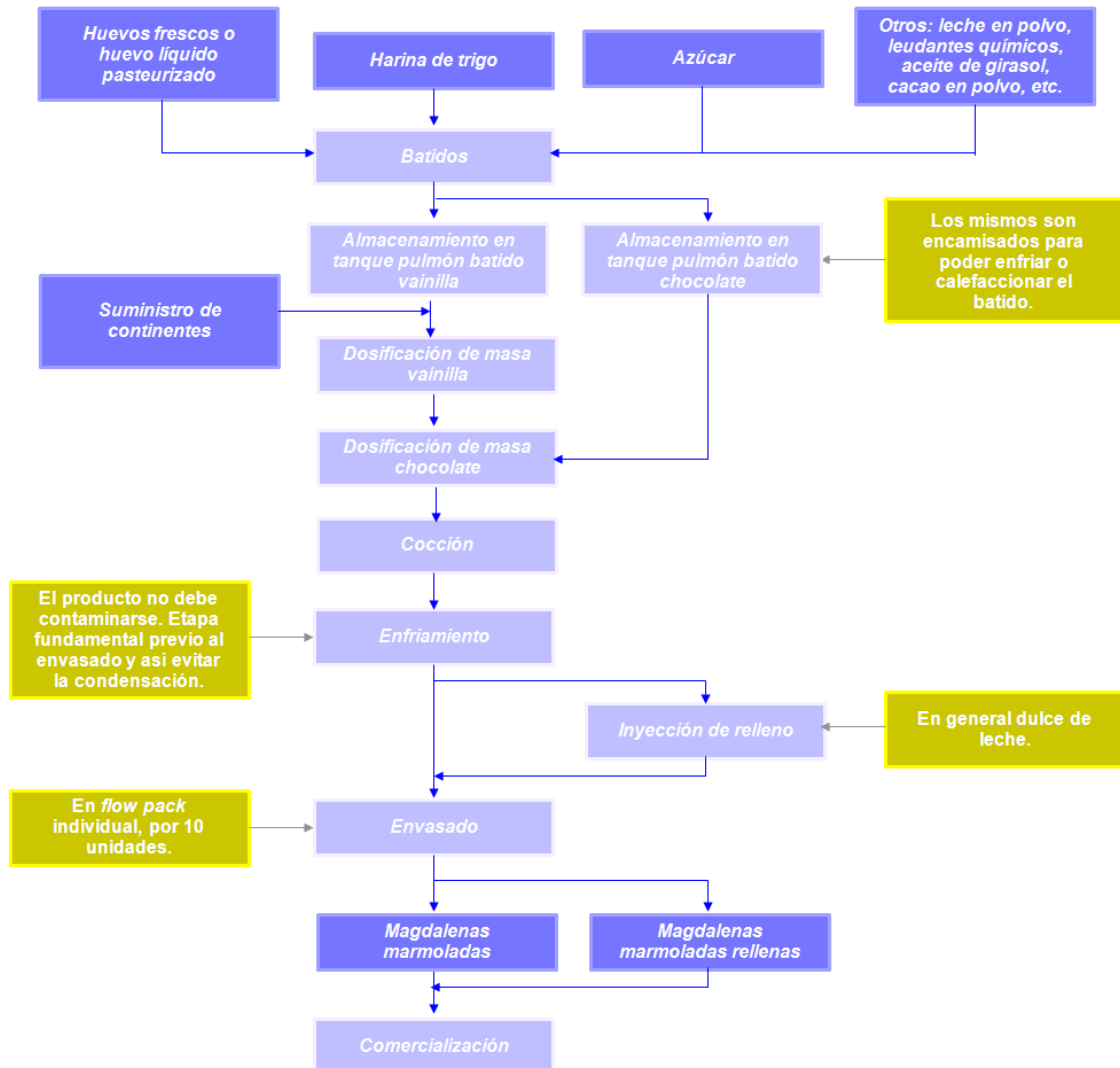 Huevos frescos o
huevo líquido
pasteurizado
Harina de trigo
Azúcar
Otros: leche en polvo,
leudantes químicos,
aceite de girasol,
cacao en polvo, etc.
Batidos
Almacenamiento en
tanque pulmón batido
vainilla
Almacenamiento en
tanque pulmón batido
chocolate
Los mismos son
encamisados para
poder enfriar o
calefaccionar el
batido.
Suministro de
continentes
Dosificación de masa
vainilla
Dosificación de masa
chocolate
Cocción
El producto no debe
contaminarse. Etapa
fundamental previo al
envasado y así evitar
la condensación.
Enfriamiento
Inyección de relleno
En general dulce de
leche.
En flow pack
individual, por 10
unidades.
Envasado
Magdalenas
marmoladas
Magdalenas
marmoladas rellenas
Comercialización